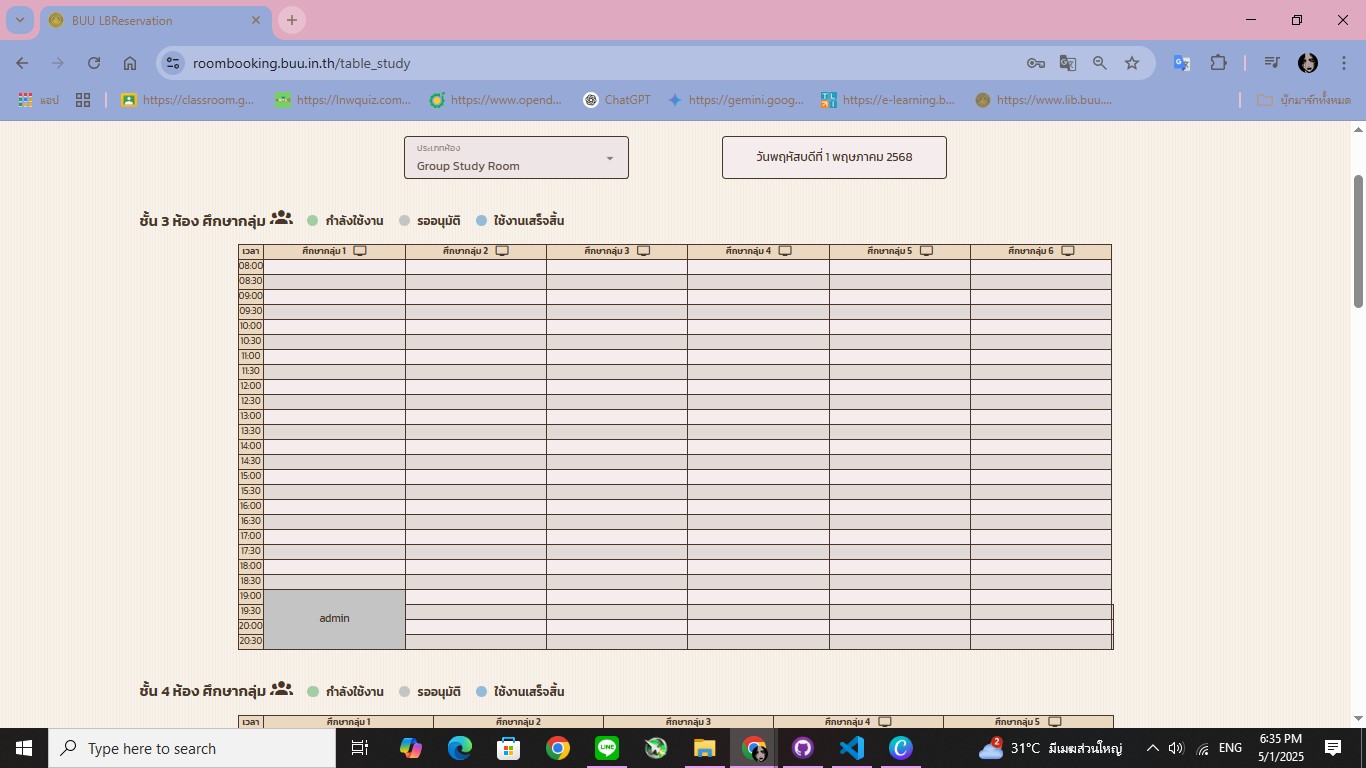 BUU LBReservation
roombooking.buu.in.th/table_study
แอป
https://classroom.g...
https://lnwquiz.com...
https://www.opend...
ChatGPT
https://gemini.goog...
https://e-learning.b...
https://www.lib.buu....
บุ๊กมาร์กทั้งหมด
ประเภทห้อง
Group Study Room
วันพฤหัสบดีที่ 1 พฤษภาคม 2568
ชั้น 3 ห้อง ศึกษากลุ่ม กำลังใช้งาน รออนุมัติ ใช้งานเสร็จสิ้น
เวลา ศึกษากลุ่ม 1 ศึกษากลุ่ม 2 ศึกษากลุ่ม 3 ศึกษากลุ่ม 4 ศึกษากลุ่ม 5 ศึกษากลุ่ม 6
08:00
08:30
09:00
09:30
10:00
10:30
11:00
11:30
12:00
12:30
13:00
13:30
14:00
14:30
15:00
15:30
16:00
16:30
17:00
17:30
18:00
18:30
19:00
19:30
admin
20:00
20:30
ชั้น 4 ห้อง ศึกษากลุ่ม กำลังใช้งาน รออนุมัติ ใช้งานเสร็จสิ้น
เวลา ศึกษากลุ่ม 1 ศึกษากลุ่ม 2 ศึกษากลุ่ม 3 ศึกษากลุ่ม 4 ศึกษากลุ่ม 5
Type here to search
LINE
2
31°C มีเมฆส่วนใหญ่
ENG
6:35 PM
5/1/2025